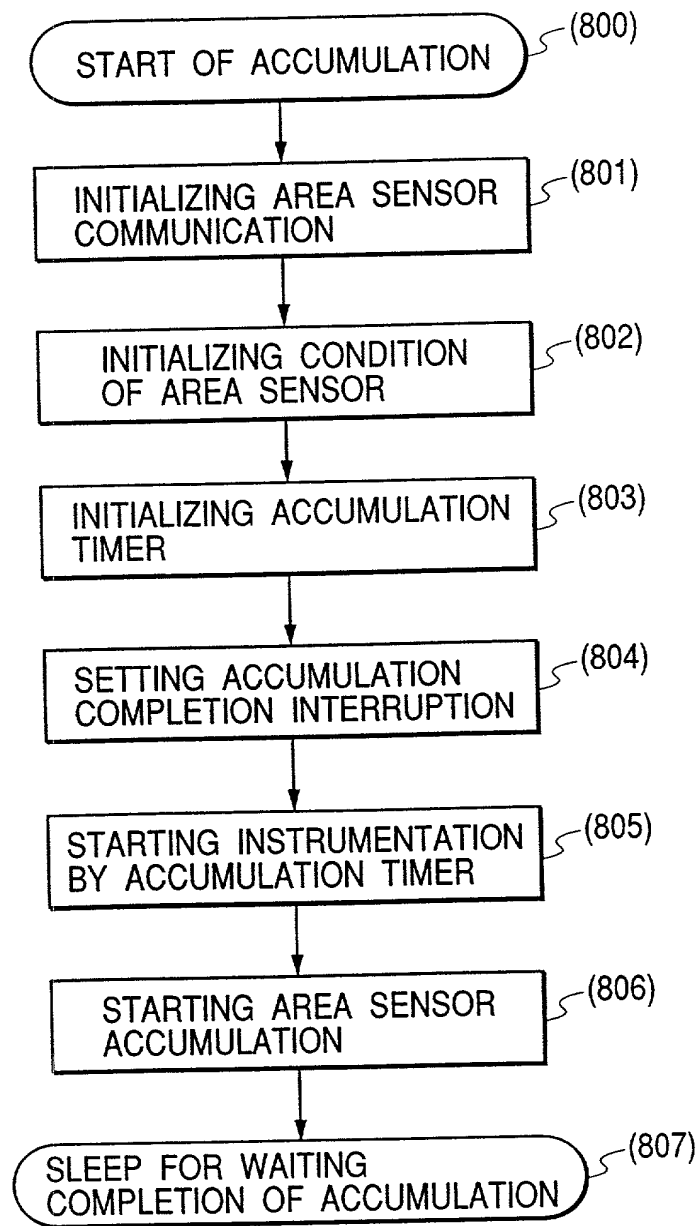 START OF ACCUMULATION
(800)
INITIALIZING AREA SENSOR
COMMUNICATION
(801)
INITIALIZING CONDITION
OF AREA SENSOR
(802)
INITIALIZING ACCUMULATION
TIMER
(803)
SETTING ACCUMULATION
COMPLETION INTERRUPTION
(804)
STARTING INSTRUMENTATION
BY ACCUMULATION TIMER
(805)
STARTING AREA SENSOR
ACCUMULATION
(806)
SLEEP FOR WAITING
COMPLETION OF ACCUMULATION
(807)